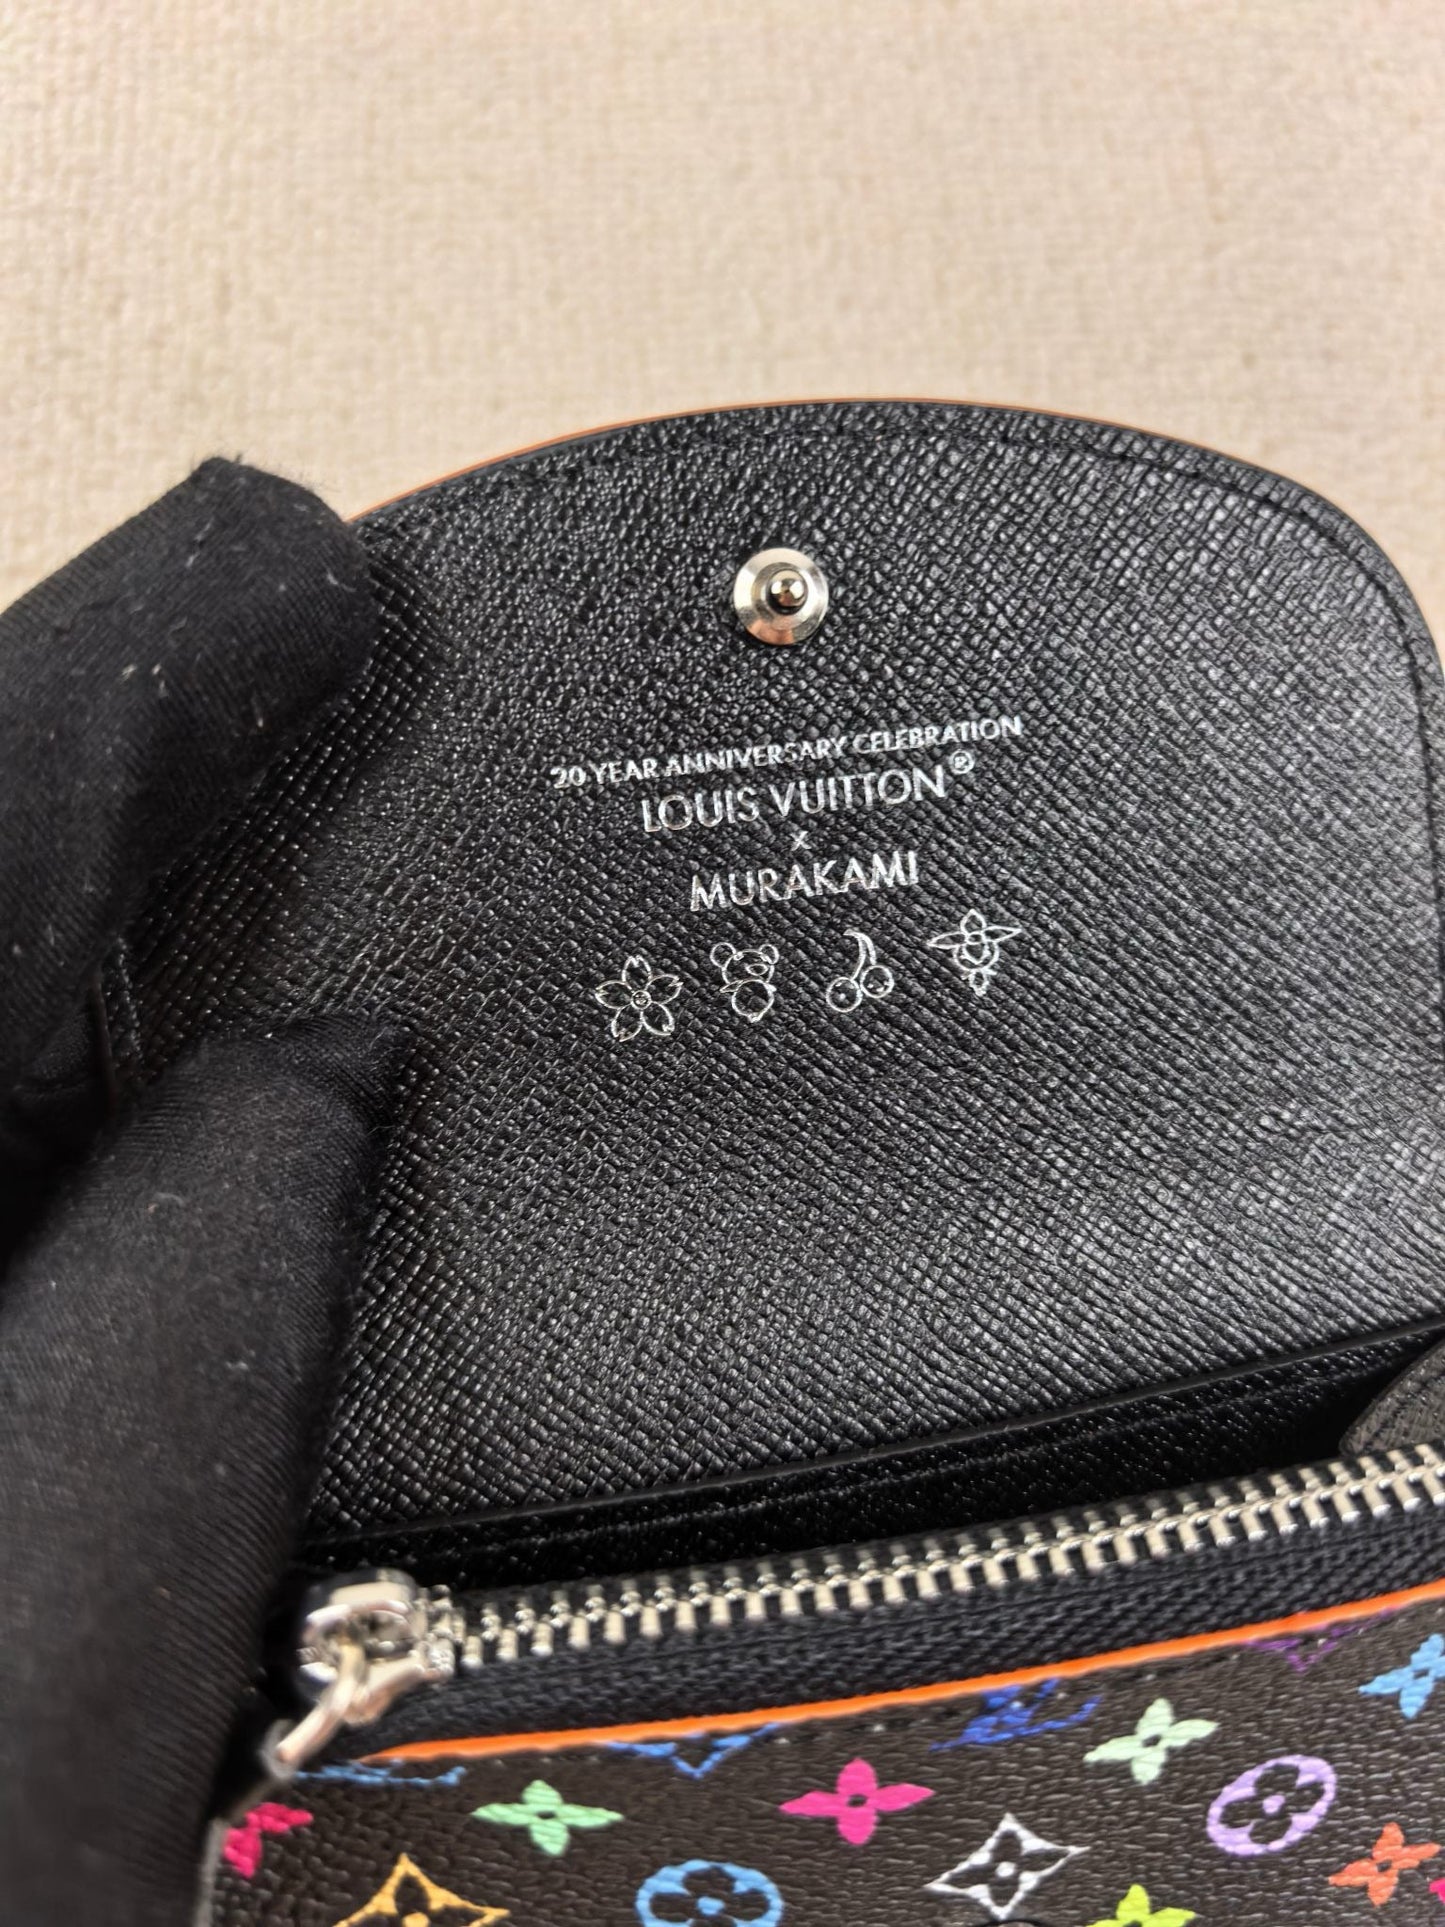 20 YEAR ANNIVERSARY CELEBRATION
LOUIS VUITTON®
x
MURAKAMI